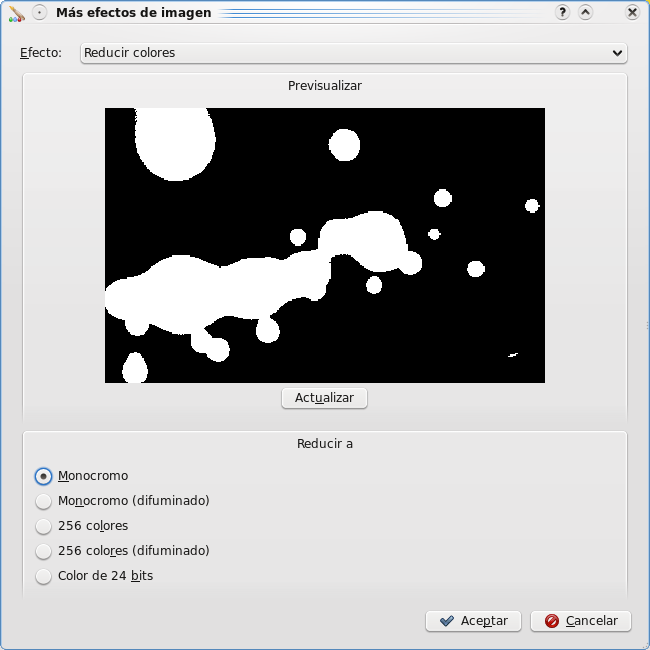 Más efectos de imagen
Efecto: Reducir colores
Previsualizar
Actualizar
Reducir a
Monocromo
Monocromo (difuminado)
256 colores
256 colores (difuminado)
Color de 24 bits
Aceptar Cancelar